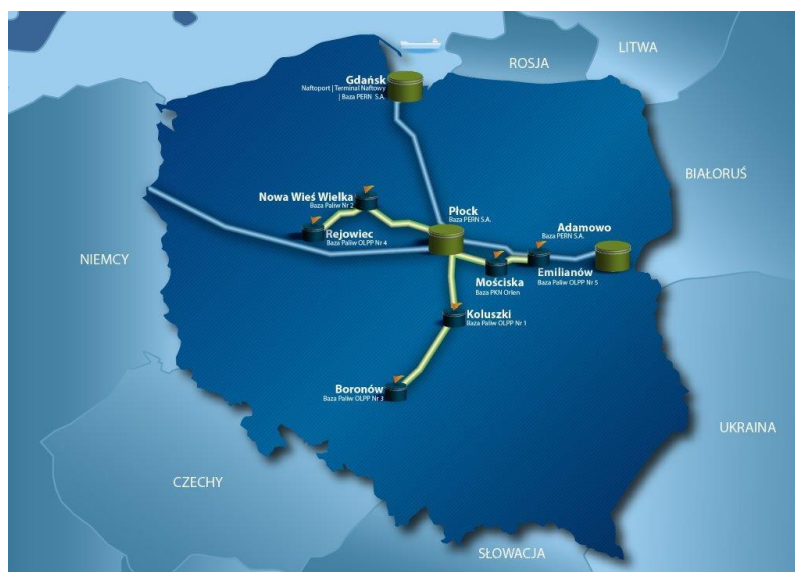 LITWA
ROSJA
Gdańsk
Naftoport | Terminal Naftowy
| Baza PERN S.A.
BIAŁORUŚ
Nowa Wieś Wielka
Baza Paliw Nr 2
Płock
Baza PERN S.A.
Adamowo
Baza PERN S.A.
Rejowiec
Baza Paliw OLPP Nr 4
NIEMCY
Emilianów
Baza Paliw OLPP Nr 5
Mościska
Baza PKN Orlen
Koluszki
Baza Paliw OLPP Nr 1
Boronów
Baza Paliw OLPP Nr 3
UKRAINA
CZECHY
SŁOWACJA